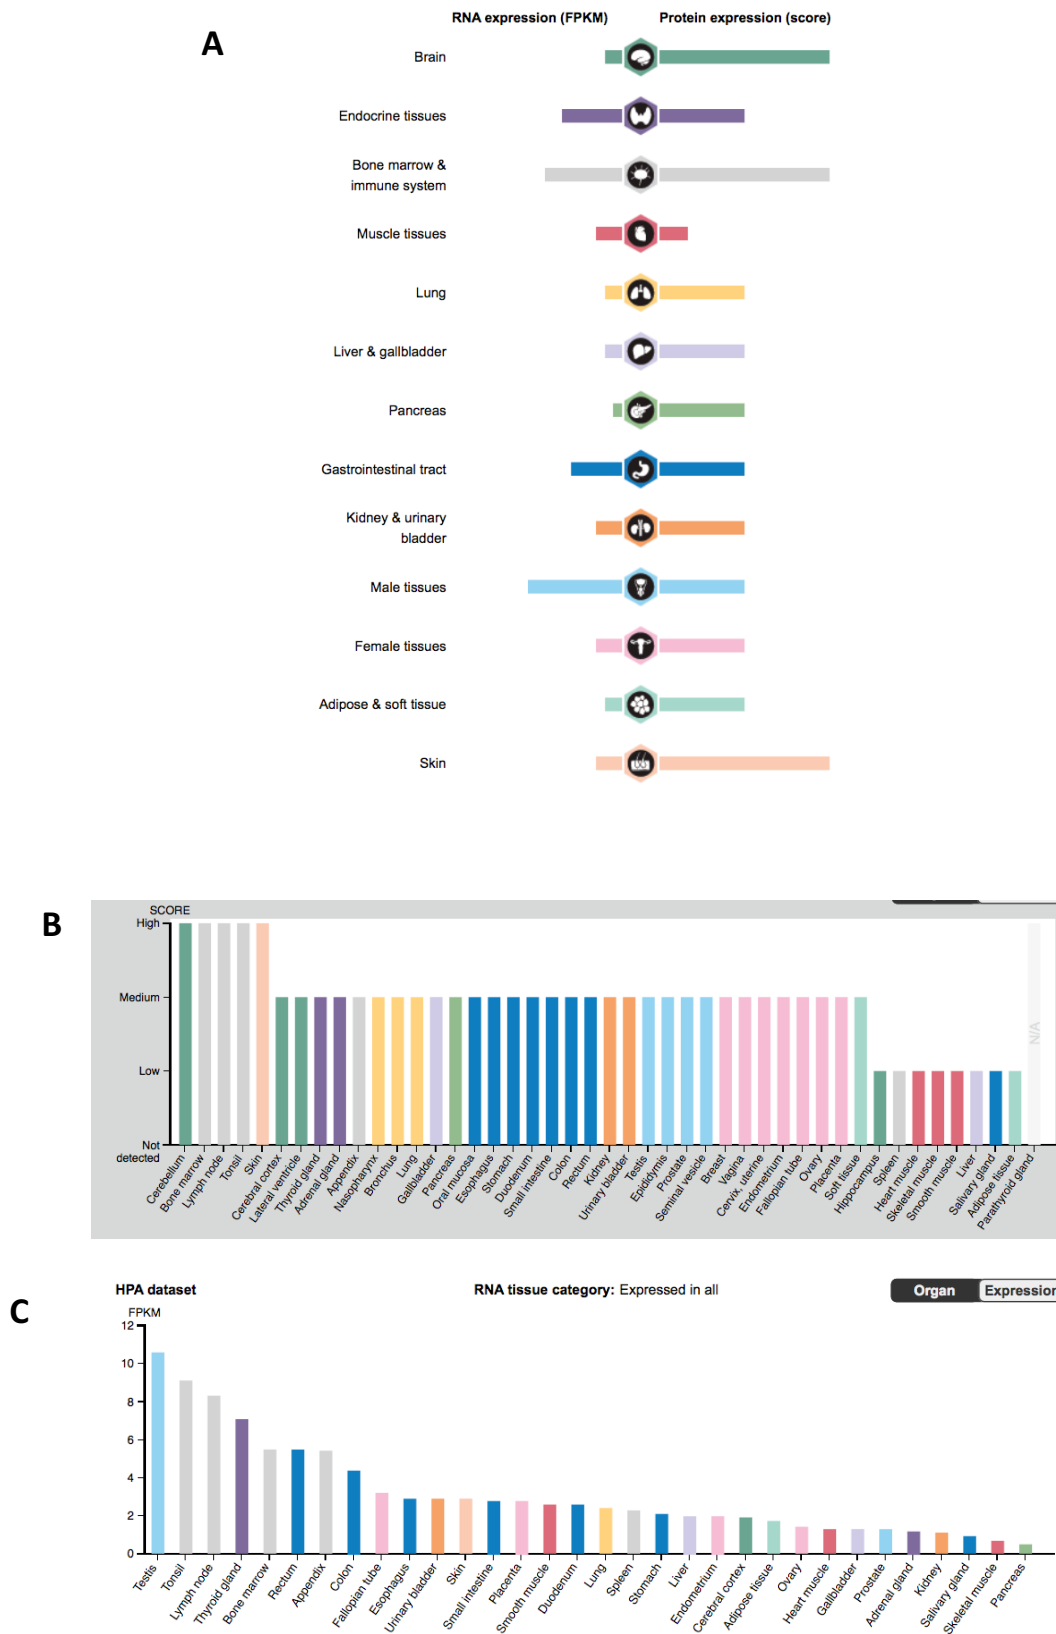 RNA expression (FPKM) Protein expression (score)
A
Brain
Endocrine tissues
Bone marrow &
immune system
Muscle tissues
Lung
Liver & gallbladder
Pancreas
Gastrointestinal tract
Kidney & urinary
bladder
Male tissues
Female tissues
Adipose & soft tissue
Skin
B
SCORE
High
Medium
Low
Not
detected
N/A
Cerebellum
Bone marrow
Lymph node
Tonsil
Skin
Cerebral cortex
Lateral ventricle
Thyroid gland
Adrenal gland
Appendix
Nasopharynx
Bronchus
Lung
Gallbladder
Pancreas
Oral mucosa
Esophagus
Stomach
Duodenum
Small intestine
Colon
Rectum
Kidney
Urinary bladder
Testis
Epididymis
Prostate
Seminal vesicle
Breast
Vagina
Cervix, uterine
Endometrium
Fallopian tube
Ovary
Placenta
Soft tissue
Hippocampus
Spleen
Heart muscle
Skeletal muscle
Smooth muscle
Liver
Salivary gland
Adipose tissue
Parathyroid gland
C
HPA dataset RNA tissue category: Expressed in all Organ Expression
FPKM
12
10
8
6
4
2
0
Testis
Tonsil
Lymph node
Thyroid gland
Bone marrow
Rectum
Appendix
Colon
Fallopian tube
Esophagus
Urinary bladder
Skin
Small intestine
Placenta
Smooth muscle
Duodenum
Lung
Spleen
Stomach
Liver
Endometrium
Cerebral cortex
Adipose tissue
Ovary
Heart muscle
Gallbladder
Prostate
Adrenal gland
Kidney
Salivary gland
Skeletal muscle
Pancreas